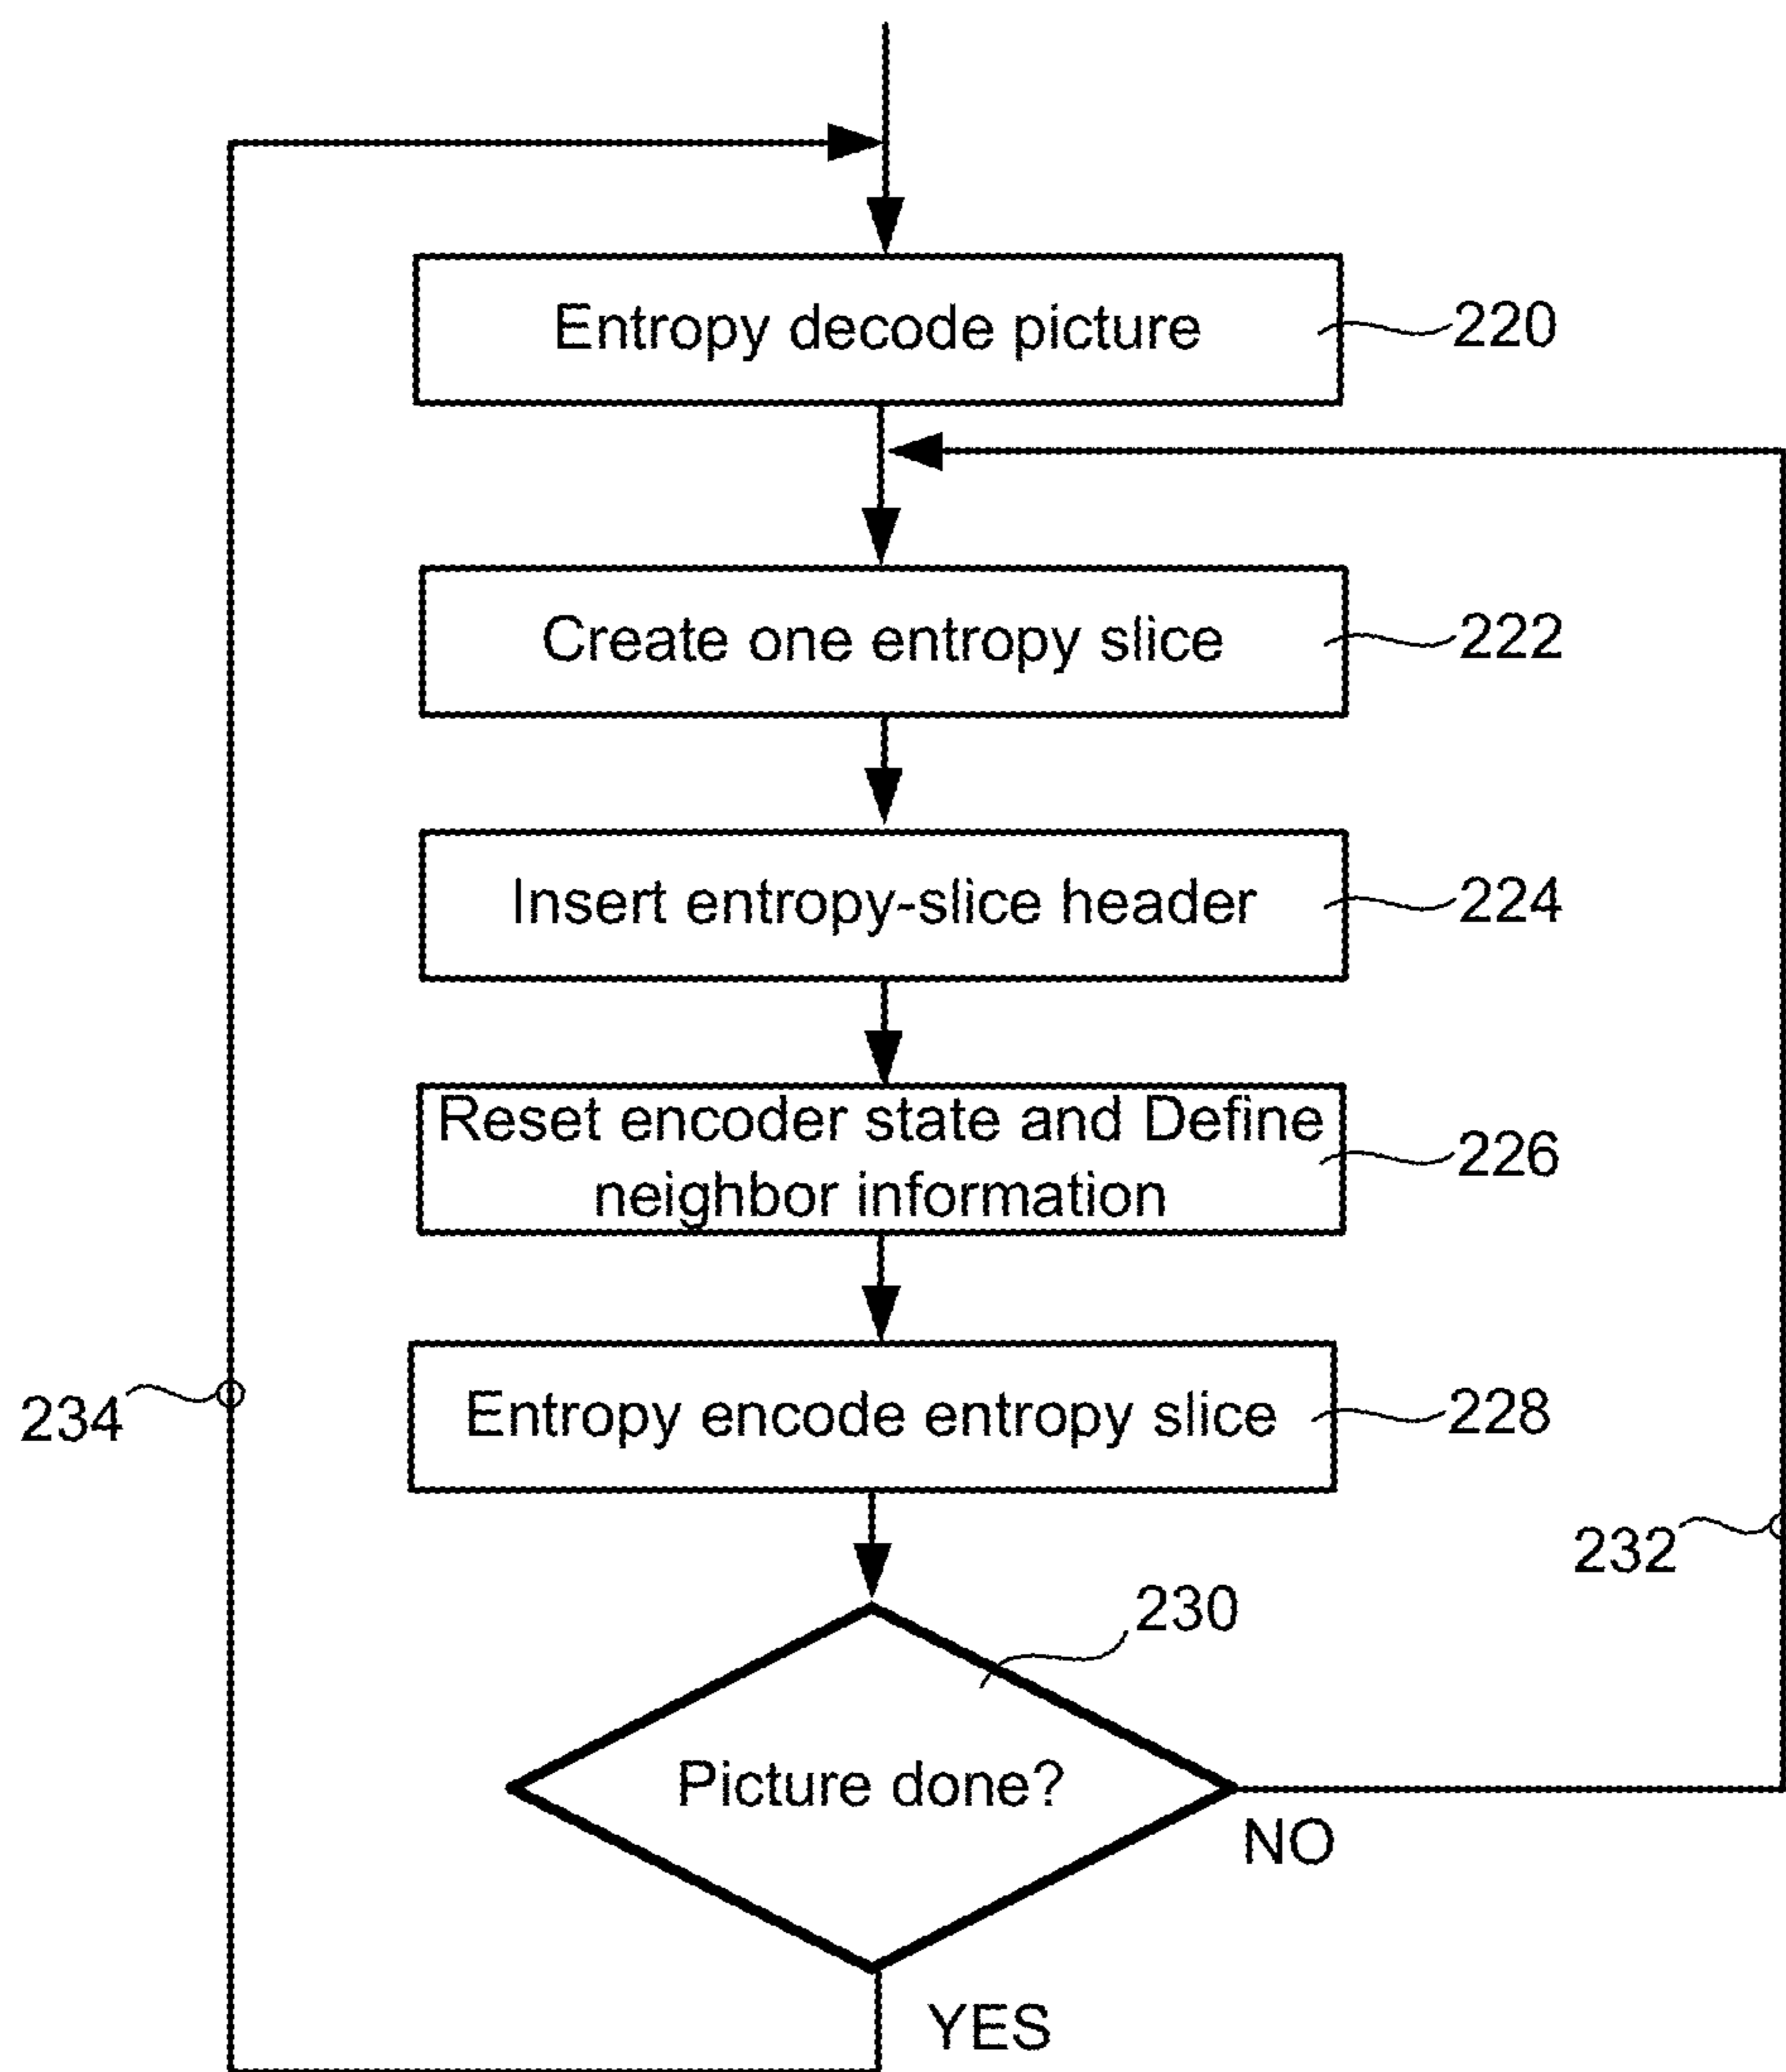 Entropy decode picture
220
Create one entropy slice
222
Insert entropy-slice header
224
Reset encoder state and Define
neighbor information
226
Entropy encode entropy slice
228
234
232
230
Picture done?
NO
YES